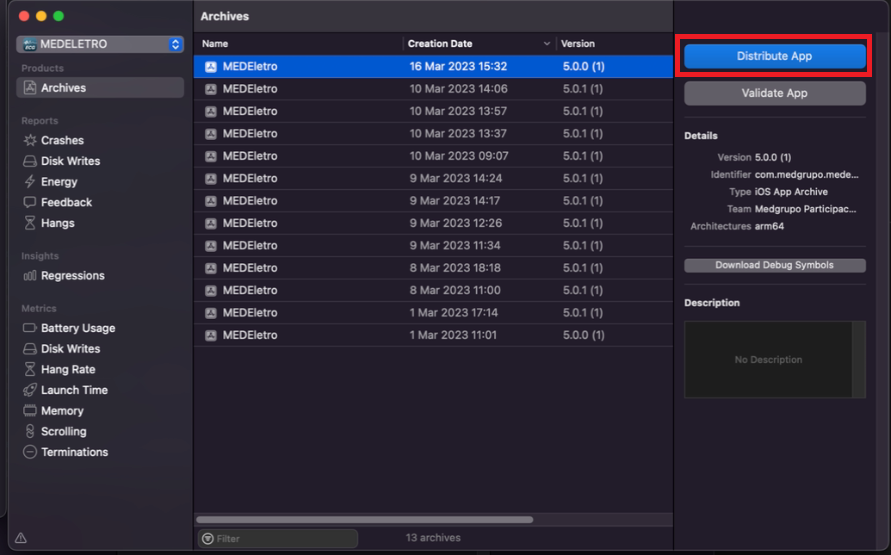 MEDELETRO
Products
Archives
Reports
Crashes
Disk Writes
Energy
Feedback
Hangs
Insights
Regressions
Metrics
Battery Usage
Disk Writes
Hang Rate
Launch Time
Memory
Scrolling
Terminations
Archives
Name Creation Date Version
MEDEletro 16 Mar 2023 15:32 5.0.0 (1)
MEDEletro 10 Mar 2023 14:06 5.0.1 (1)
MEDEletro 10 Mar 2023 13:57 5.0.1 (1)
MEDEletro 10 Mar 2023 13:37 5.0.1 (1)
MEDEletro 10 Mar 2023 09:07 5.0.1 (1)
MEDEletro 9 Mar 2023 14:24 5.0.1 (1)
MEDEletro 9 Mar 2023 14:17 5.0.1 (1)
MEDEletro 9 Mar 2023 12:26 5.0.1 (1)
MEDEletro 9 Mar 2023 11:34 5.0.1 (1)
MEDEletro 8 Mar 2023 18:18 5.0.1 (1)
MEDEletro 8 Mar 2023 11:00 5.0.1 (1)
MEDEletro 1 Mar 2023 17:14 5.0.1 (1)
MEDEletro 1 Mar 2023 11:01 5.0.0 (1)
Filter
13 archives
Distribute App
Validate App
Details
Version 5.0.0 (1)
Identifier com.medgrupo.mede...
Type iOS App Archive
Team Medgrupo Participac...
Architectures arm64
Download Debug Symbols
Description
No Description